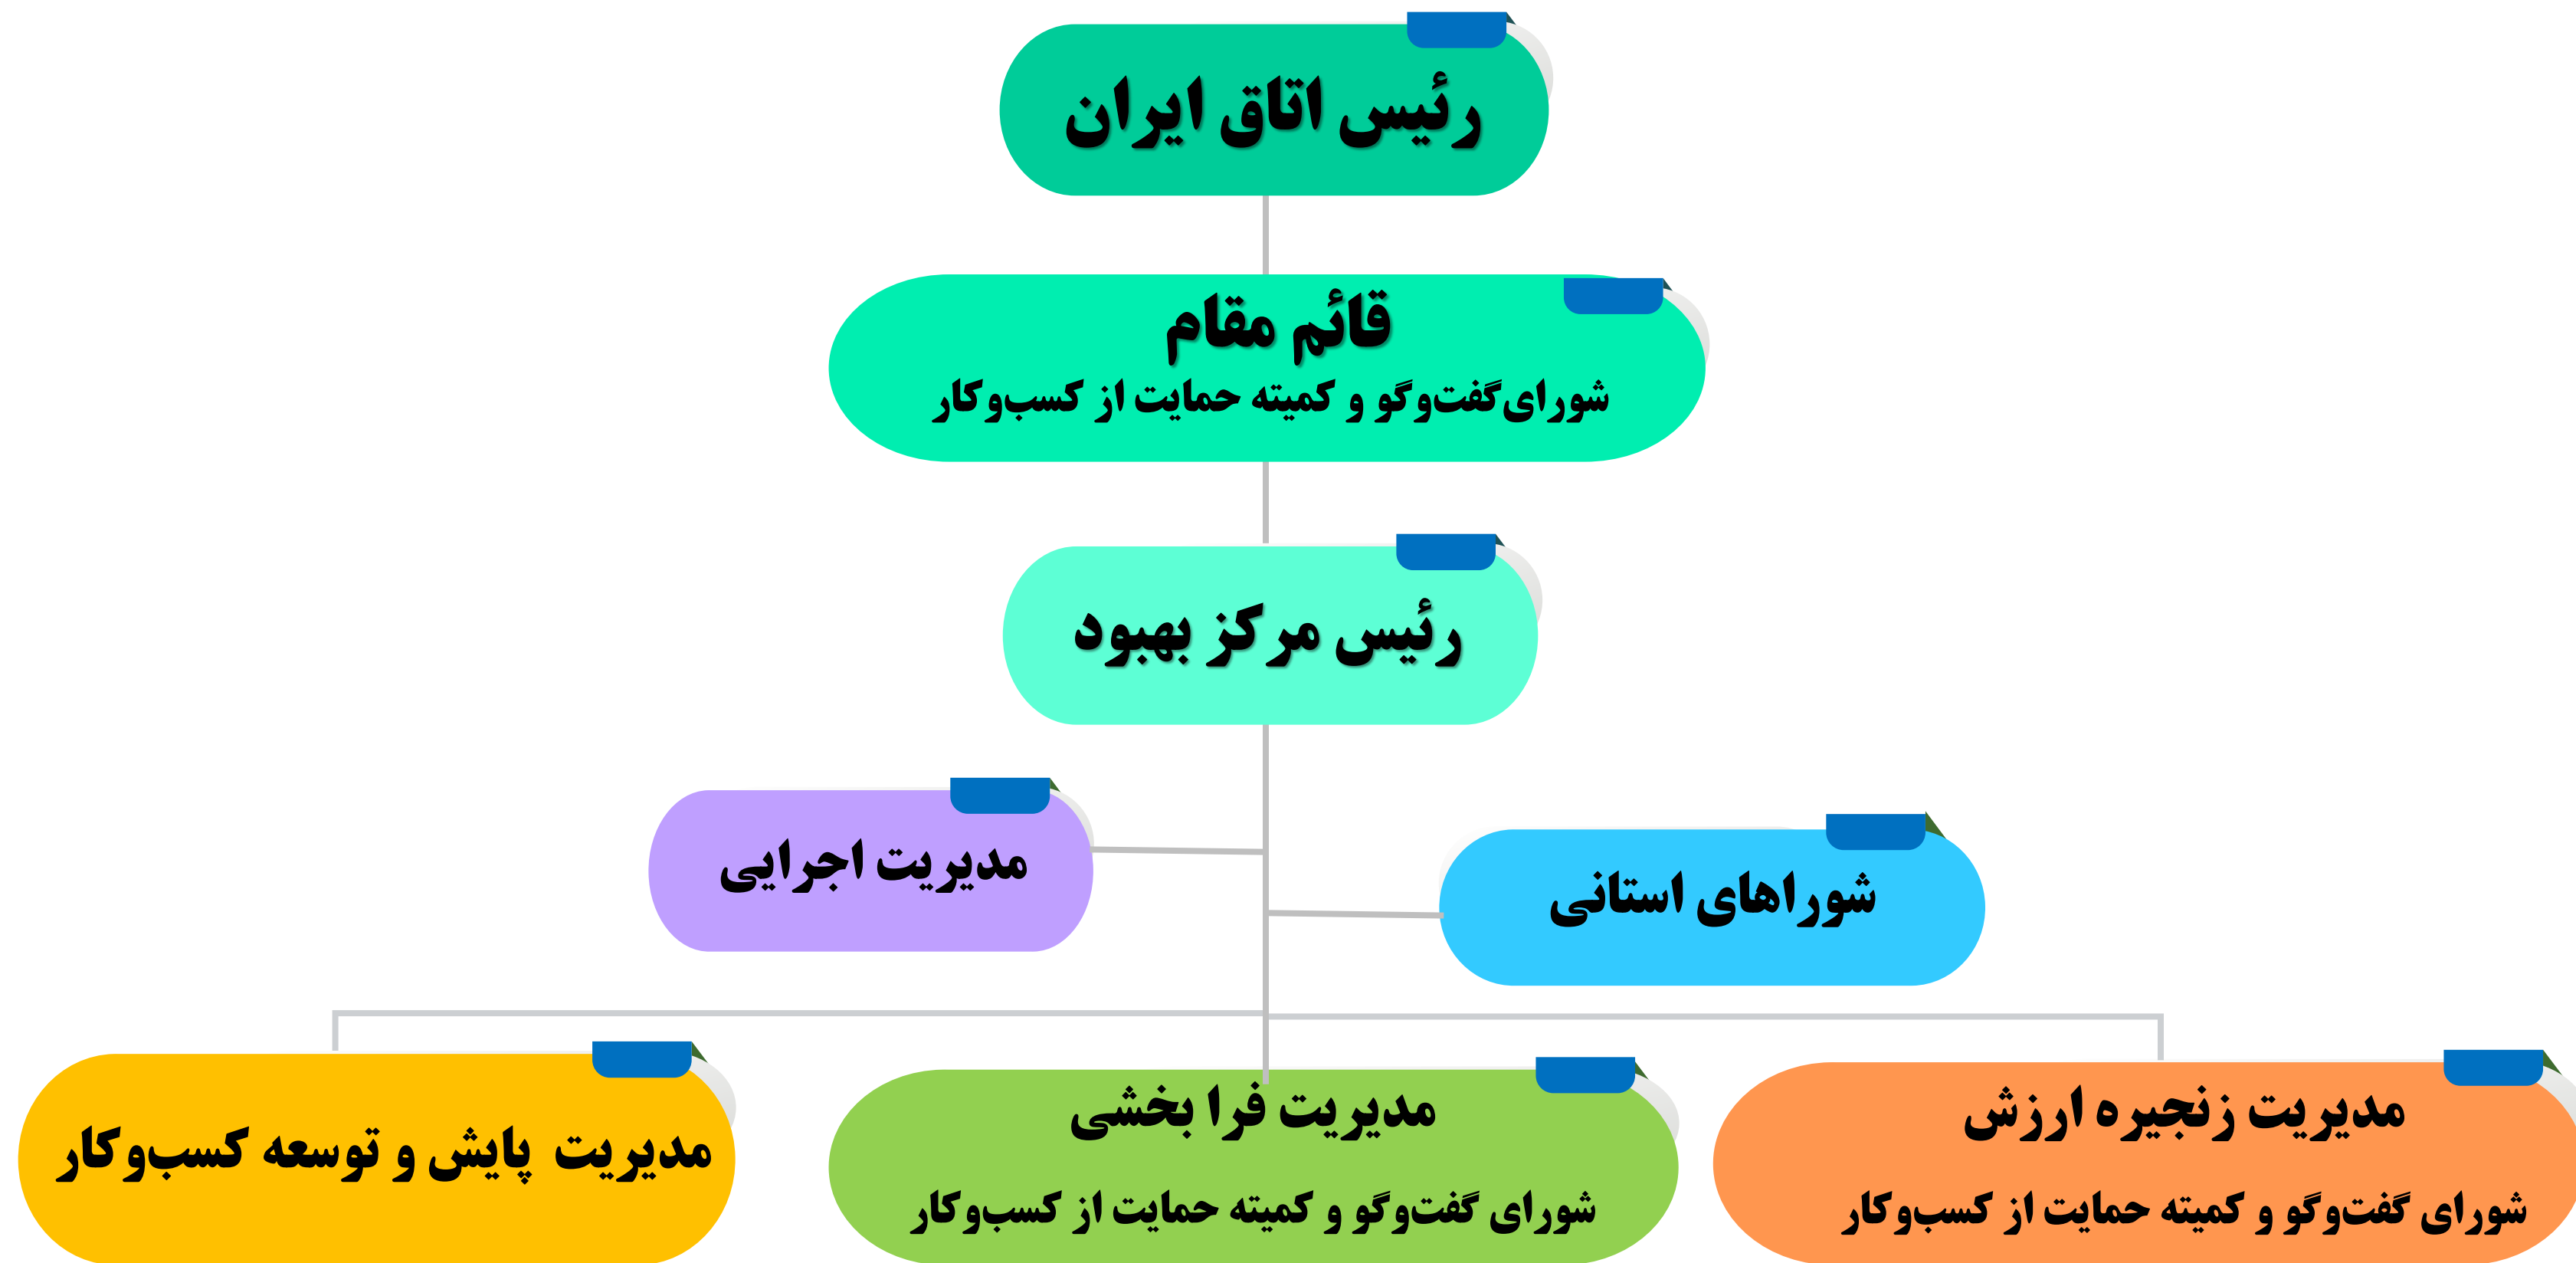 رئیس اتاق ایران
قائم مقام
شورای‌گفت‌وگو و کمیته حمایت از کسب‌وکار
رئیس مرکز بهبود
مدیریت اجرایی
شوراهای استانی
مدیریت زنجیره ارزش
شورای گفت‌وگو و کمیته حمایت از کسب‌وکار
مدیریت فرا بخشی
شورای گفت‌وگو و کمیته حمایت از کسب‌وکار
مدیریت پایش و توسعه کسب‌وکار